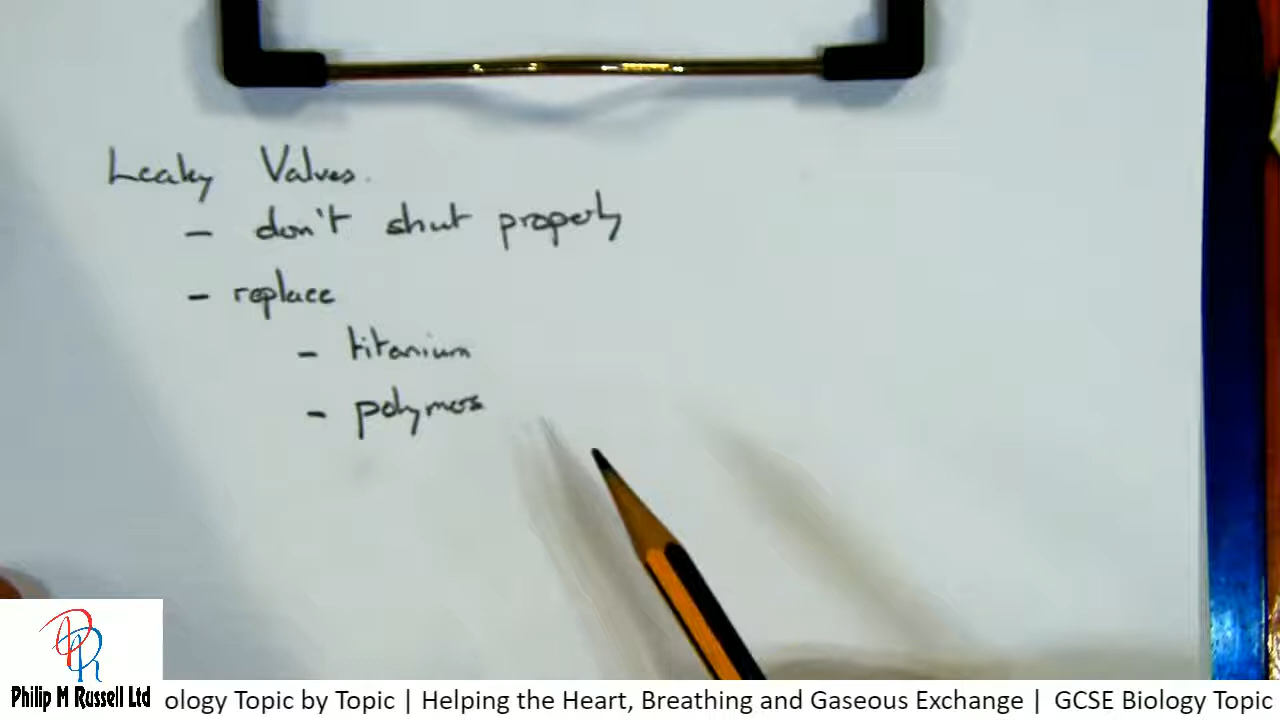 Leaky Valves.
- don't shut properly
- replace
- titanium
- polymers
Philip M Russell Ltd
ology Topic by Topic | Helping the Heart, Breathing and Gaseous Exchange | GCSE Biology Topic